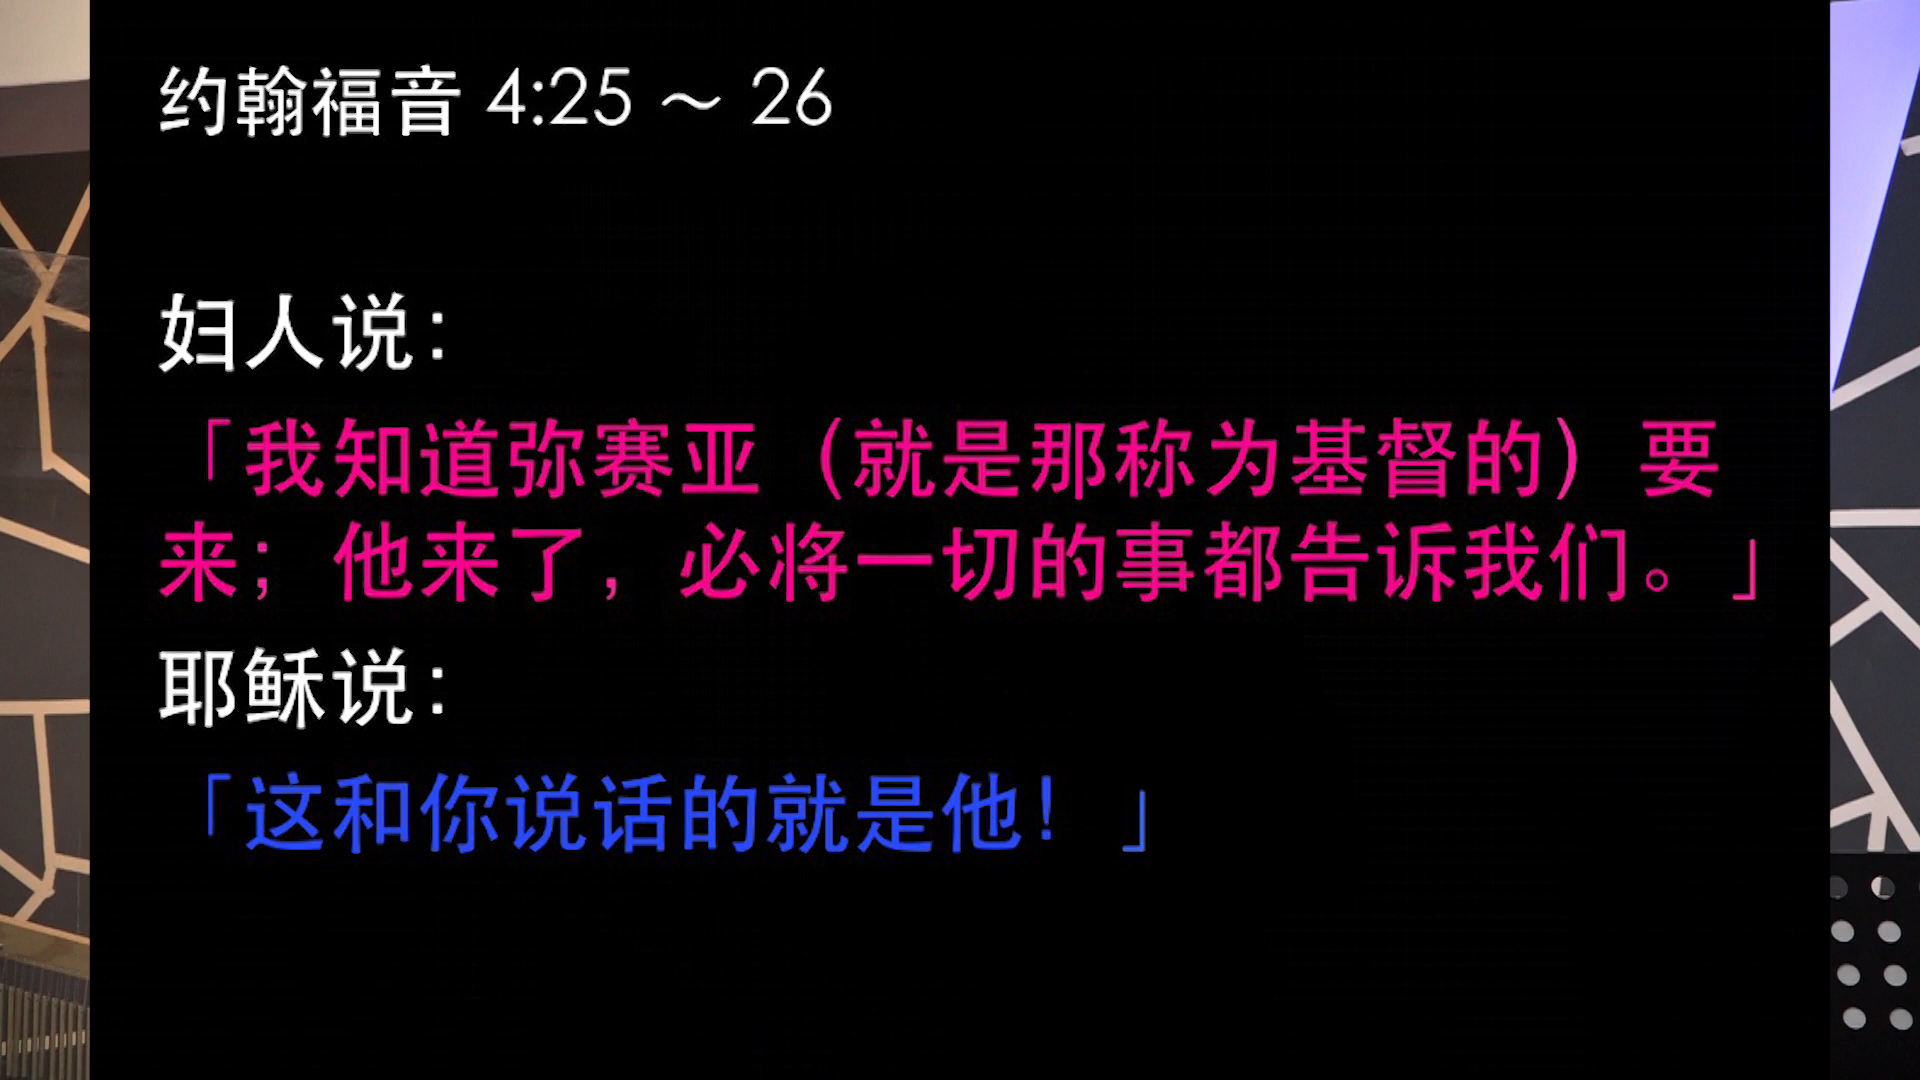 约翰福音 4:25 ～ 26
妇人说：
「我知道弥赛亚（就是那称为基督的）要
来；他来了，必将一切的事都告诉我们。」
耶稣说：
「这和你说话的就是他！」